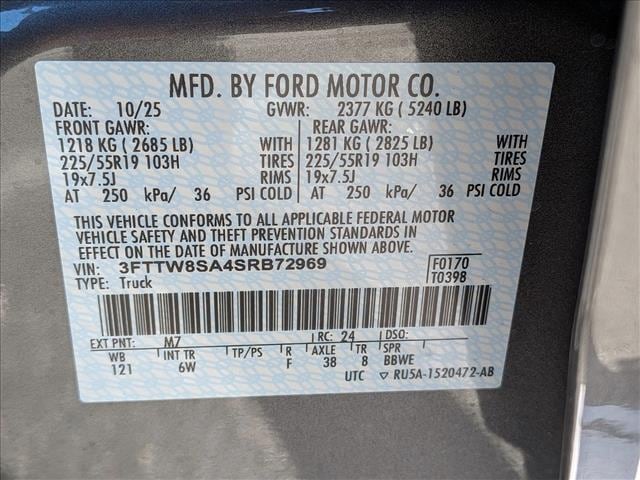 MFD. BY FORD MOTOR CO.
DATE: 10/25 GVWR: 2377 KG ( 5240 LB)
FRONT GAWR: REAR GAWR:
1218 KG ( 2685 LB) WITH 1281 KG ( 2825 LB) WITH
225/55R19 103H TIRES 225/55R19 103H TIRES
19x7.5J RIMS 19x7.5J RIMS
AT 250 kPa/ 36 PSI COLD AT 250 kPa/ 36 PSI COLD
THIS VEHICLE CONFORMS TO ALL APPLICABLE FEDERAL MOTOR
VEHICLE SAFETY AND THEFT PREVENTION STANDARDS IN
EFFECT ON THE DATE OF MANUFACTURE SHOWN ABOVE.
VIN: 3FTTW8SA4SRB72969 F0170
TYPE: Truck T0398
EXT PNT: M7 RC: 24 DSO:
WB INT TR TP/PS R AXLE TR SPR
121 6W F 38 8 BBWE
UTC ▽ RU5A-1520472-AB